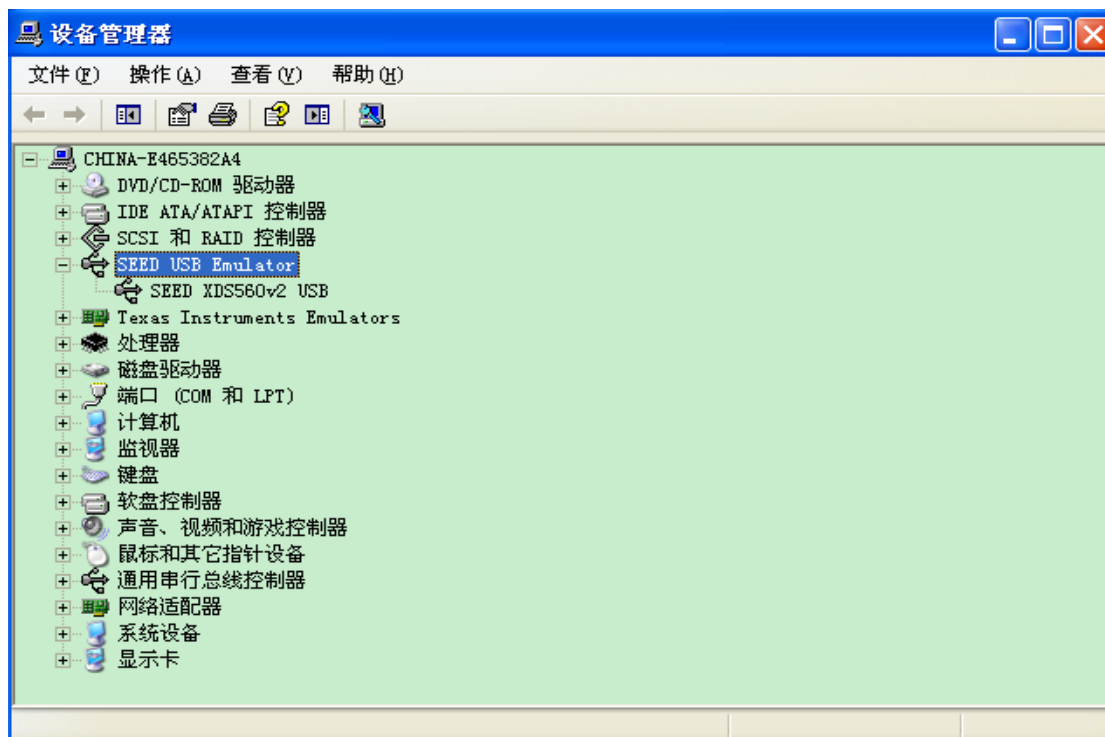 设备管理器
文件(F) 操作(A) 查看(V) 帮助(H)
CHINA-E465382A4
DVD/CD-ROM 驱动器
IDE ATA/ATAPI 控制器
SCSI 和 RAID 控制器
SEED USB Emulator
SEED XDS560v2 USB
Texas Instruments Emulators
处理器
磁盘驱动器
端口 (COM 和 LPT)
计算机
监视器
键盘
软盘控制器
声音、视频和游戏控制器
鼠标和其它指针设备
通用串行总线控制器
网络适配器
系统设备
显示卡